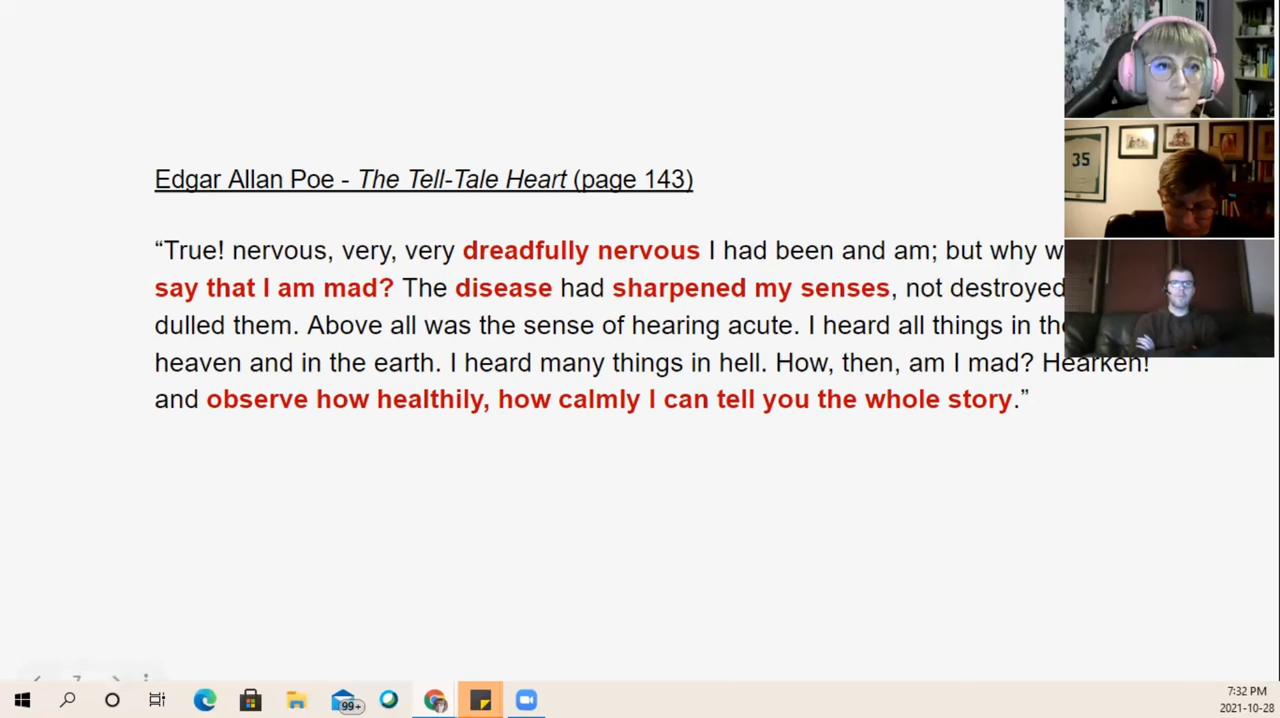 Edgar Allan Poe - The Tell-Tale Heart (page 143)
“True! nervous, very, very dreadfully nervous I had been and am; but why w
say that I am mad? The disease had sharpened my senses, not destroyed
dulled them. Above all was the sense of hearing acute. I heard all things in the
heaven and in the earth. I heard many things in hell. How, then, am I mad? Hearken!
and observe how healthily, how calmly I can tell you the whole story.”
35
7
99+
7:32 PM
2021-10-28